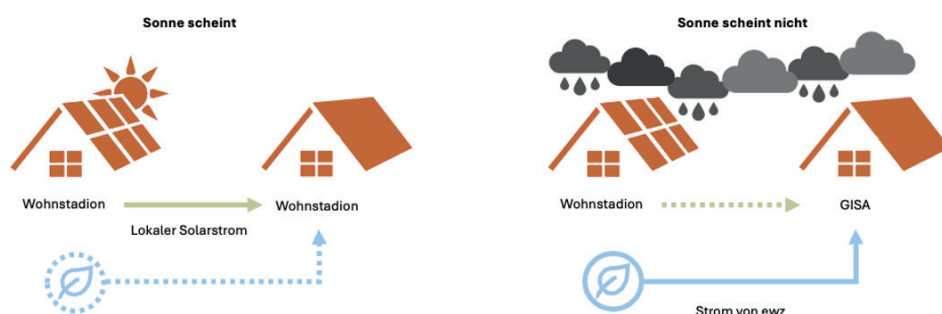 Sonne scheint
Sonne scheint nicht
Wohnstadion
Wohnstadion
Lokaler Solarstrom
Wohnstadion
GISA
Strom von ewz